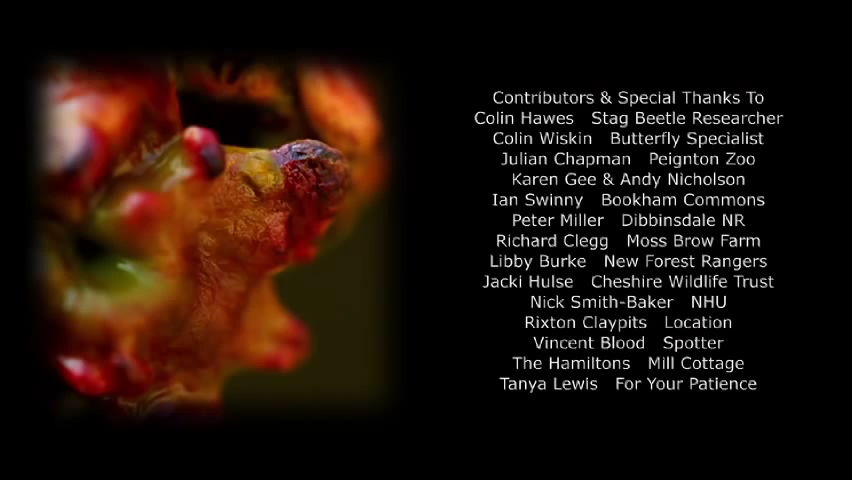 Contributors & Special Thanks To
Colin Hawes Stag Beetle Researcher
Colin Wiskin Butterfly Specialist
Julian Chapman Peignton Zoo
Karen Gee & Andy Nicholson
Ian Swinny Bookham Commons
Peter Miller Dibbinsdale NR
Richard Clegg Moss Brow Farm
Libby Burke New Forest Rangers
Jacki Hulse Cheshire Wildlife Trust
Nick Smith-Baker NHU
Rixton Claypits Location
Vincent Blood Spotter
The Hamiltons Mill Cottage
Tanya Lewis For Your Patience